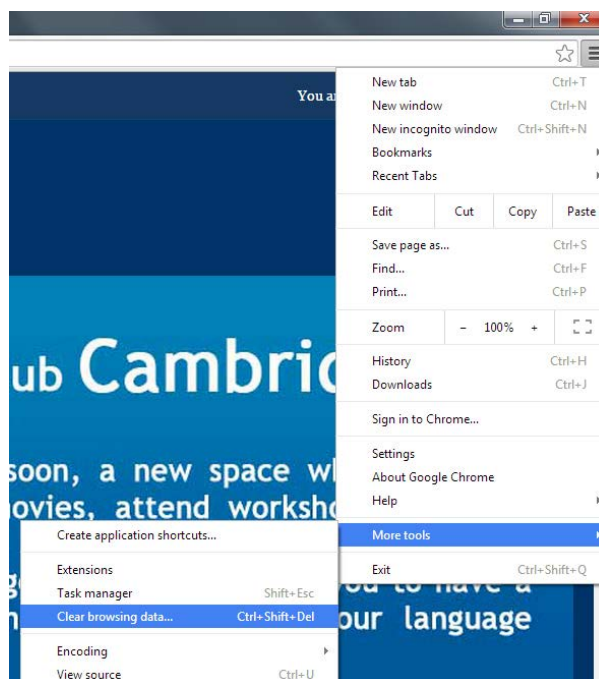 You
New tab Ctrl+T
New window Ctrl+N
New incognito window Ctrl+Shift+N
Bookmarks
Recent Tabs
Edit Cut Copy Paste
Save page as... Ctrl+S
Find... Ctrl+F
Print... Ctrl+P
Zoom - 100% +
History Ctrl+H
Downloads Ctrl+J
Sign in to Chrome...
Settings
About Google Chrome
Help
More tools
Exit Ctrl+Shift+Q
ub Cambric
soon, a new space
ovies, attend worksho
you to have a
our language
Create application shortcuts...
Extensions
Task manager Shift+Esc
Clear browsing data... Ctrl+Shift+Del
Encoding
View source Ctrl+U